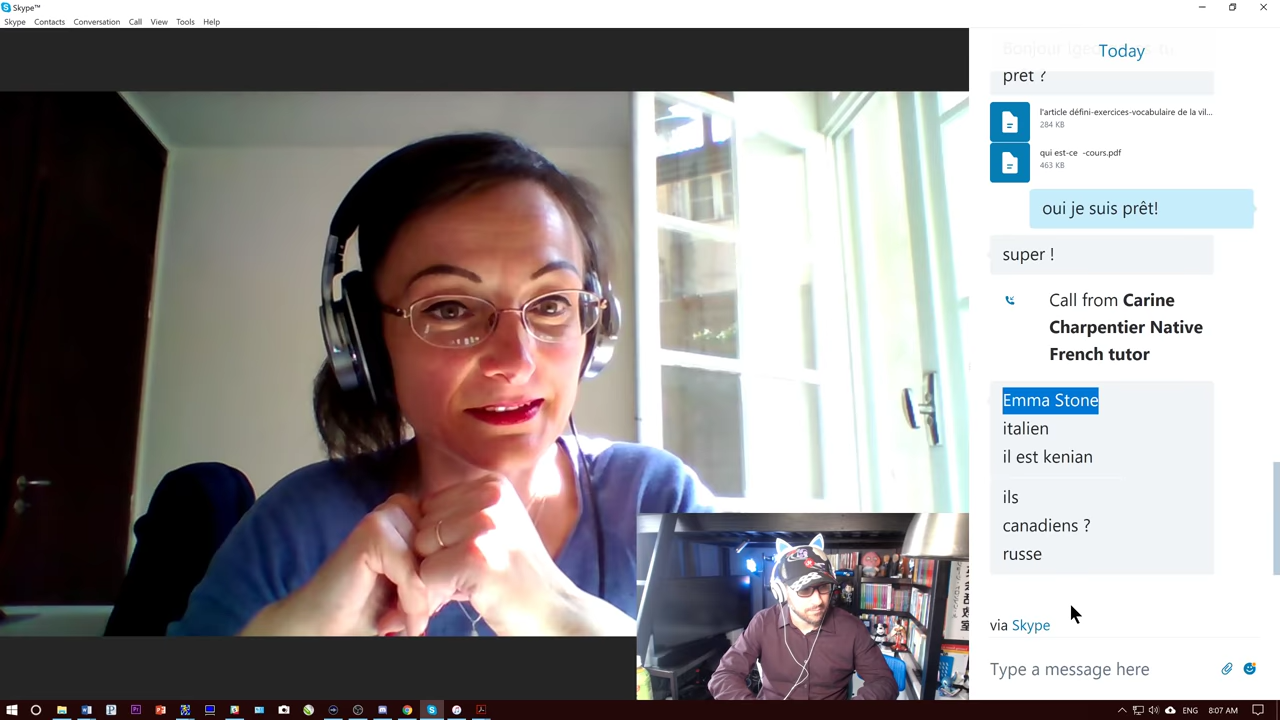 Skype™
Skype Contacts Conversation Call View Tools Help
Today
pret ?
l'article défini-exercices-vocabulaire de la vil...
284 KB
qui est-ce -cours.pdf
463 KB
oui je suis prêt!
super !
Call from Carine
Charpentier Native
French tutor
Emma Stone
italien
il est kenian
ils
canadiens ?
russe
via Skype
Type a message here
ENG 8:07 AM